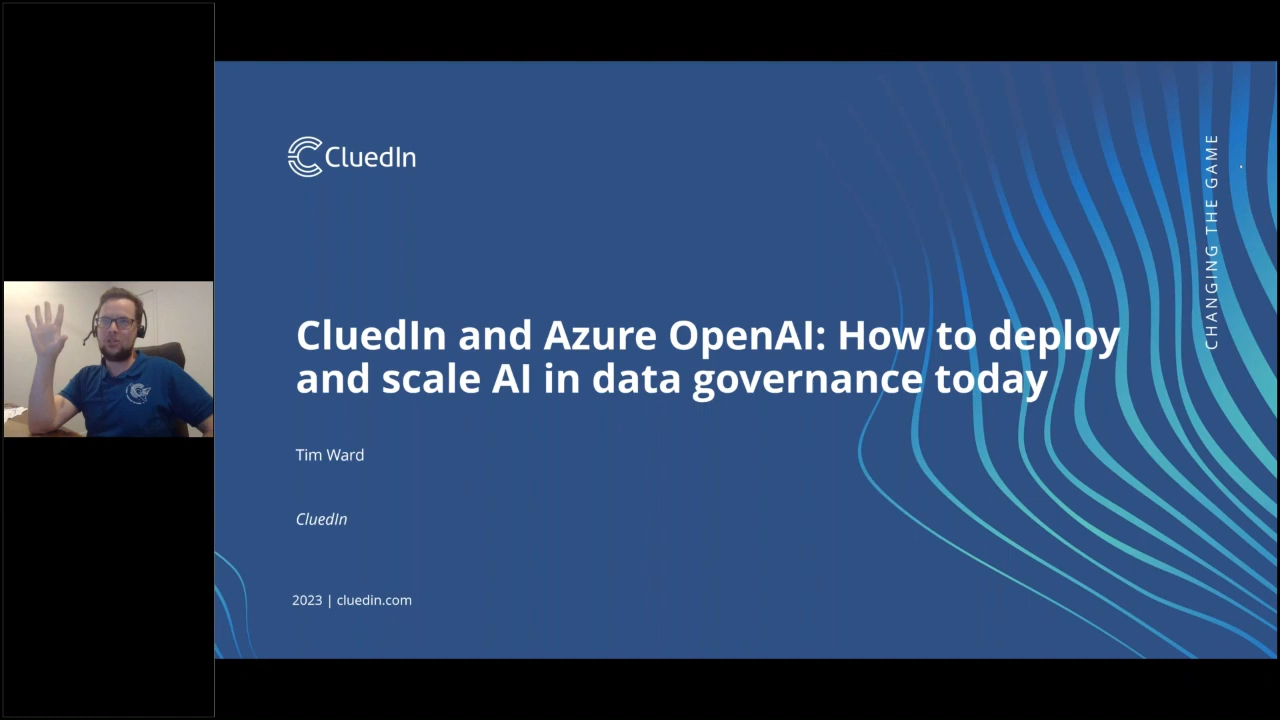 CluedIn
CHANGING THE GAME
CluedIn and Azure OpenAI: How to deploy
and scale AI in data governance today
Tim Ward
CluedIn
2023 | cluedin.com